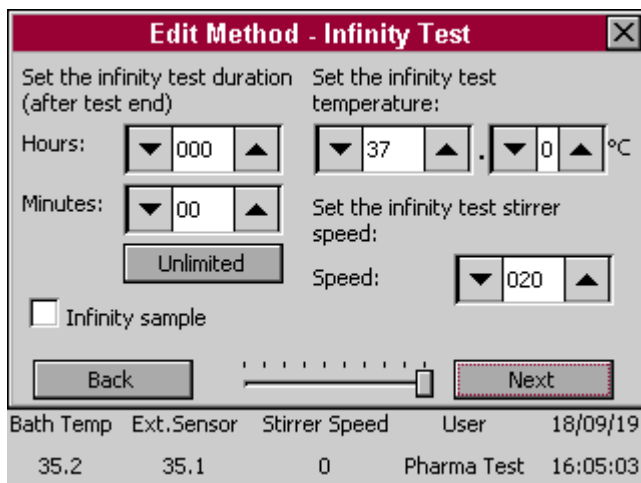 Edit Method - Infinity Test
Set the infinity test duration
(after test end)
Hours:
000
Minutes:
00
Unlimited
Infinity sample
Set the infinity test
temperature:
37 . 0 °C
Set the infinity test stirrer
speed:
Speed:
020
Back
Next
Bath Temp Ext.Sensor Stirrer Speed User 18/09/19
35.2 35.1 0 Pharma Test 16:05:03